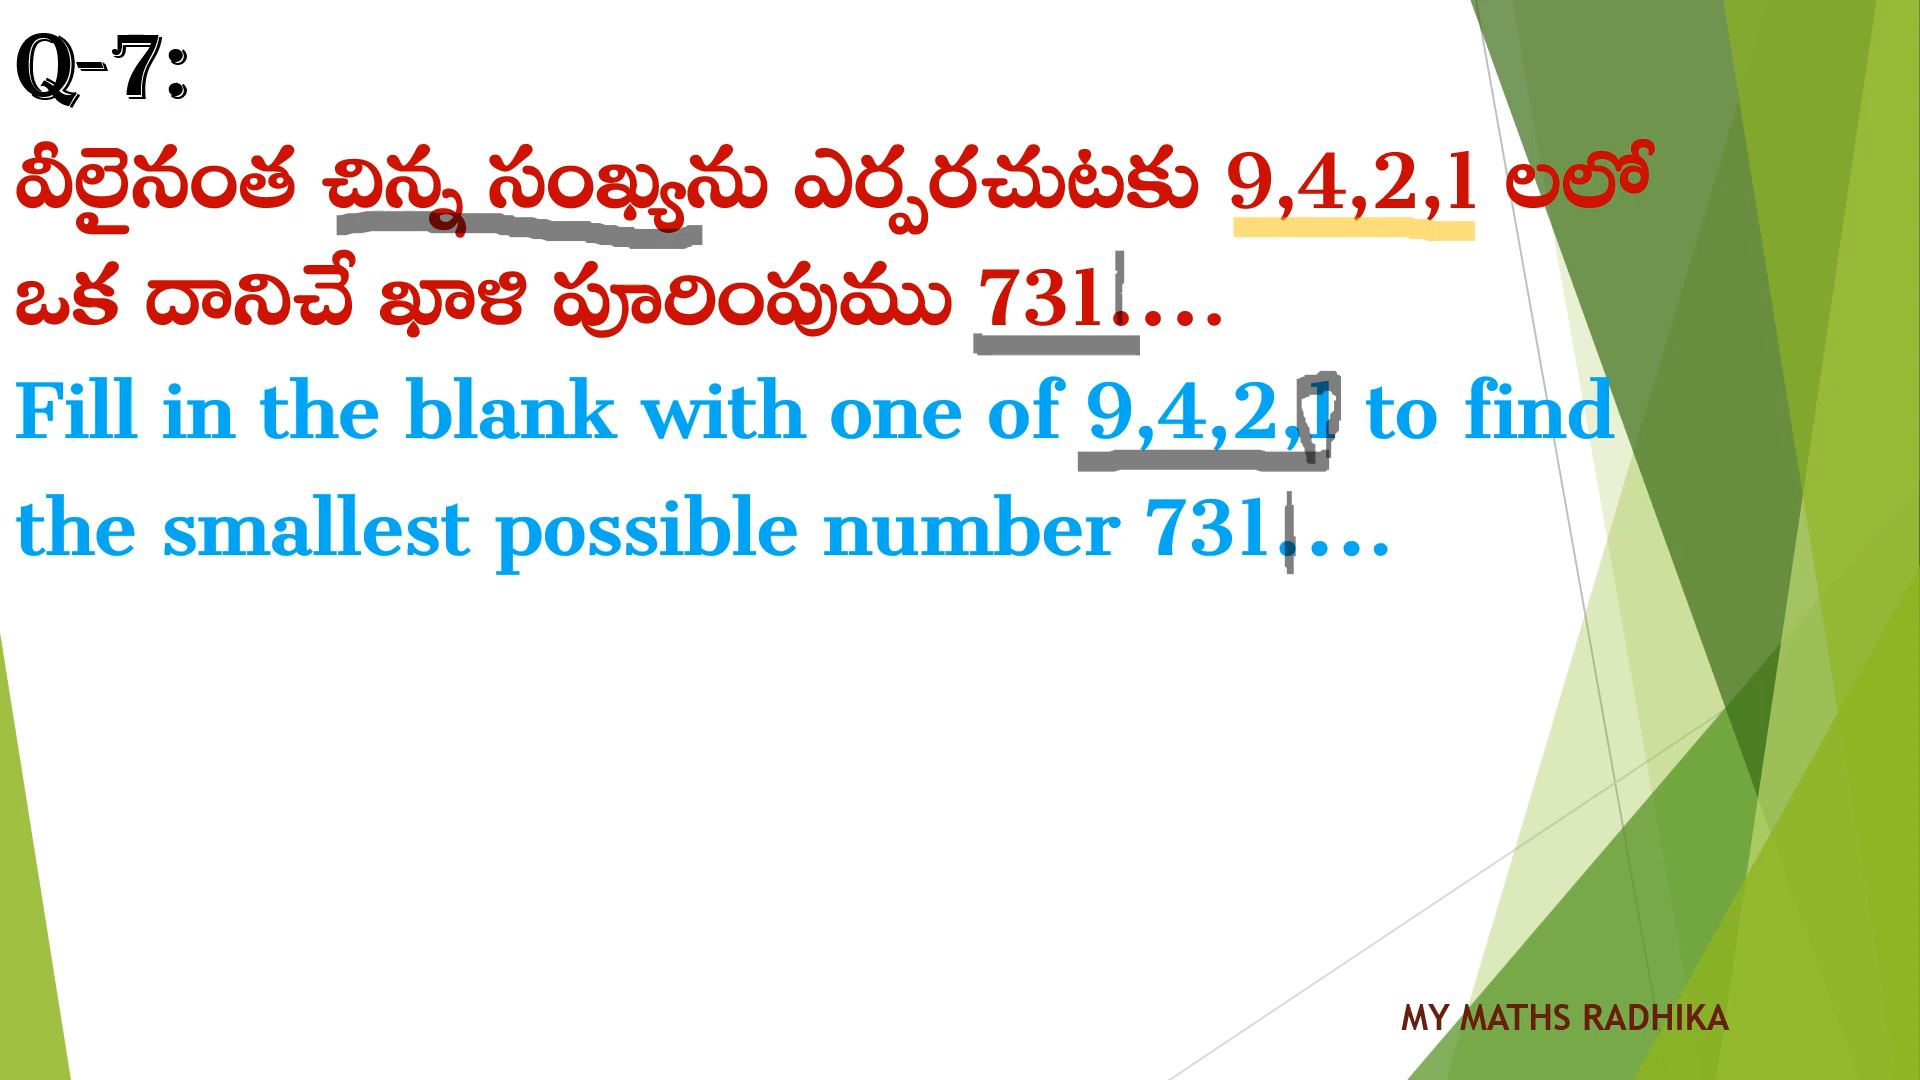 Q-7:
వీలైనంత చిన్న సంఖ్యను ఎర్పరచుటకు 9,4,2,1 లలో
ఒక దానిచే ఖాళి పూరింపుము 731....
Fill in the blank with one of 9,4,2,1 to find
the smallest possible number 731....
MY MATHS RADHIKA